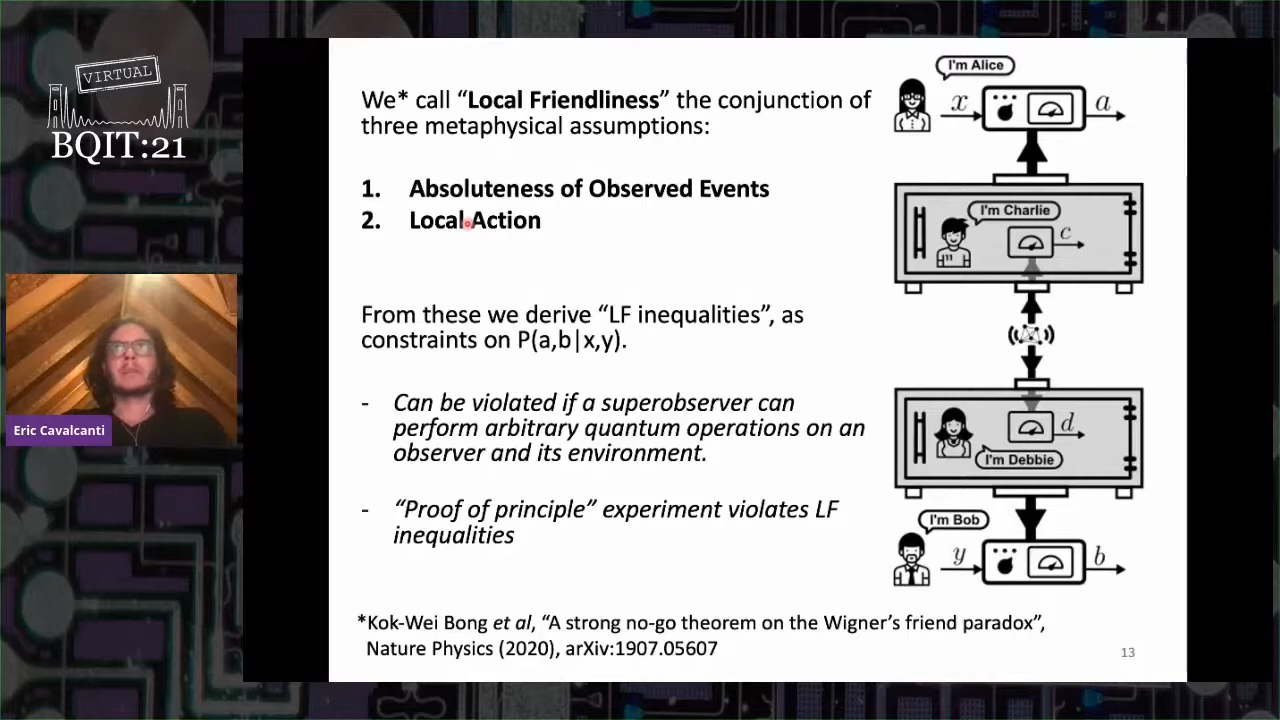 VIRTUAL
BQIT:21
Eric Cavalcanti
We* call “Local Friendliness” the conjunction of
three metaphysical assumptions:
1. Absoluteness of Observed Events
2. Local Action
From these we derive “LF inequalities”, as
constraints on P(a,b|x,y).
- Can be violated if a superobserver can
perform arbitrary quantum operations on an
observer and its environment.
- “Proof of principle” experiment violates LF
inequalities
I'm Alice
x a
I'm Charlie
c
d
I'm Debbie
I'm Bob
y b
*Kok-Wei Bong et al, “A strong no-go theorem on the Wigner’s friend paradox”,
Nature Physics (2020), arXiv:1907.05607
13